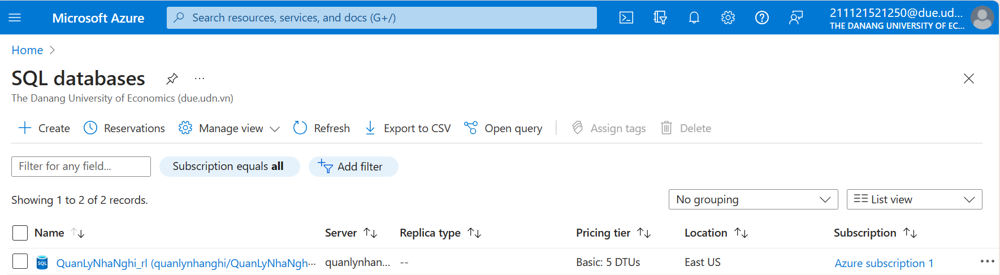 Microsoft Azure
Search resources, services, and docs (G+/)
211121521250@due.ud...
THE DANANG UNIVERSITY OF EC...
Home
SQL databases
The Danang University of Economics (due.udn.vn)
Create
Reservations
Manage view
Refresh
Export to CSV
Open query
Assign tags
Delete
Filter for any field...
Subscription equals all
Add filter
Showing 1 to 2 of 2 records.
No grouping
List view
Name Server Replica type Pricing tier Location Subscription
SQL QuanLyNhaNghi_rl (quanlynhanghi/QuanLyNhaNgh... quanlynhan... -- Basic: 5 DTUs East US Azure subscription 1